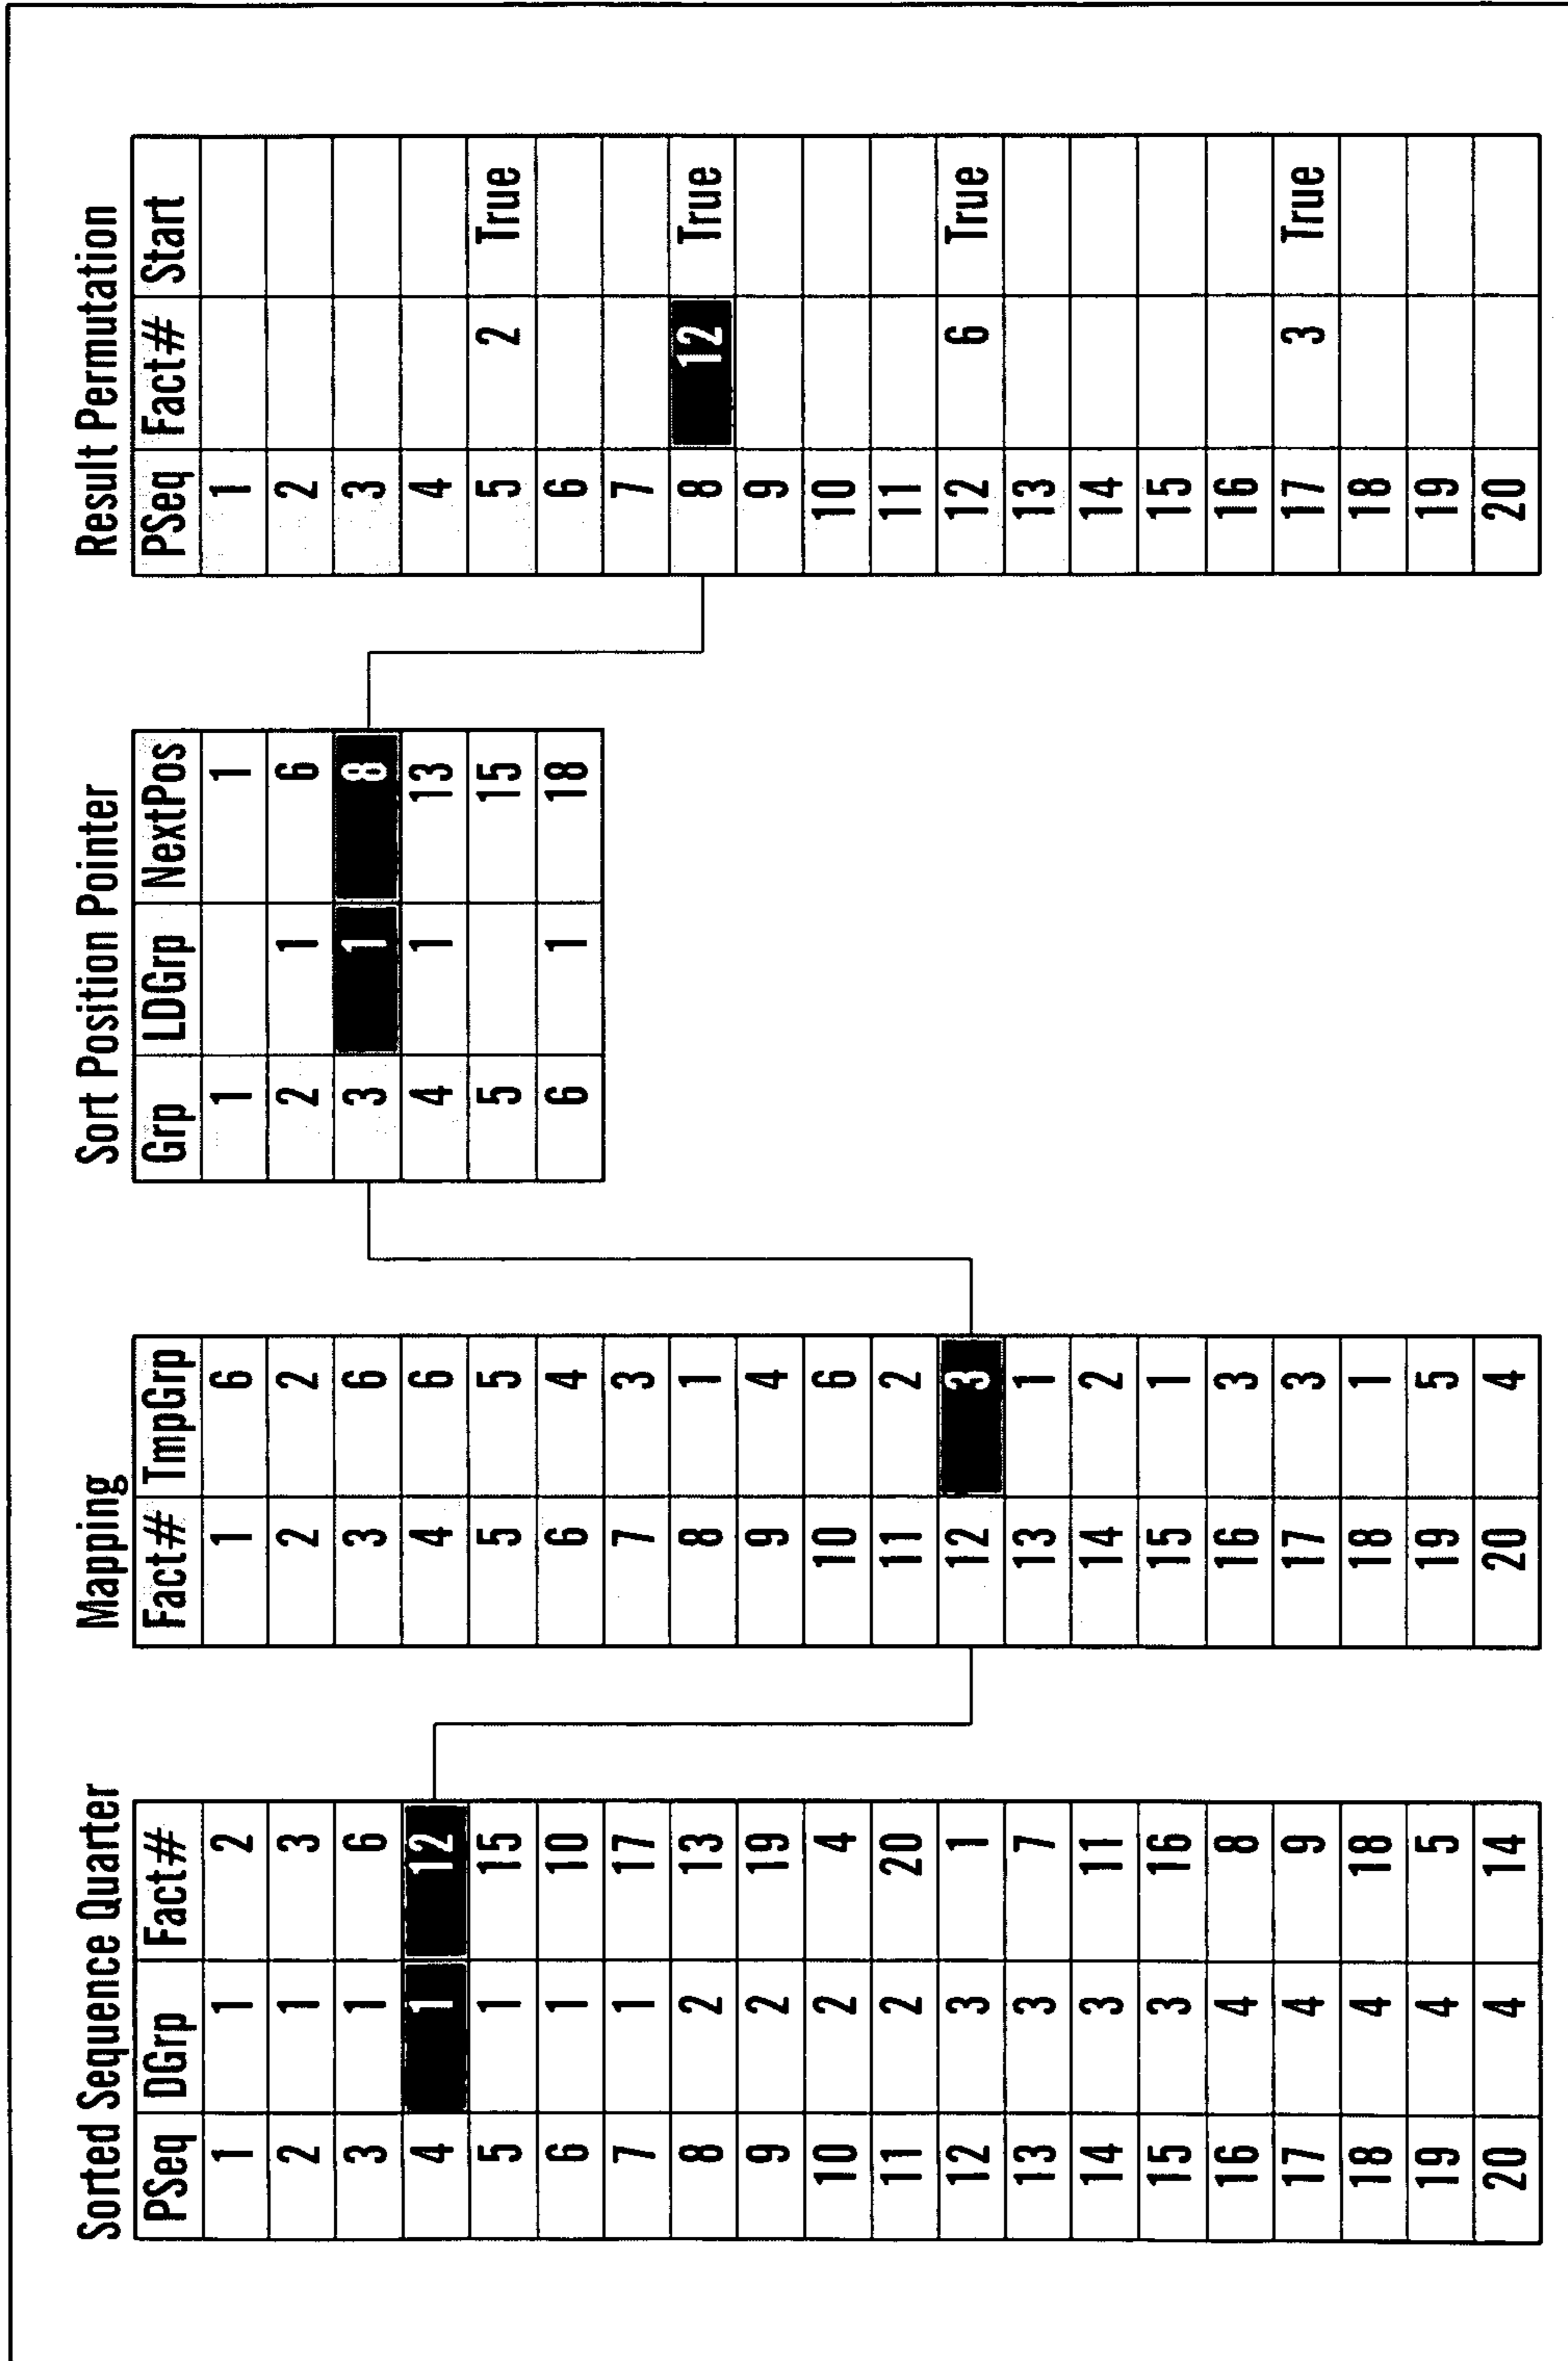 Sorted Sequence Quarter
PSeq DGrp Fact#
1 1 2
2 1 3
3 1 6
4 1 12
5 1 15
6 1 10
7 1 17
8 2 13
9 2 19
10 2 4
11 2 20
12 3 1
13 3 7
14 3 11
15 3 16
16 4 8
17 4 9
18 4 18
19 4 5
20 4 14
Mapping
Fact# TmpGrp
1 6
2 2
3 6
4 6
5 5
6 4
7 3
8 1
9 4
10 6
11 2
12 3
13 1
14 2
15 1
16 3
17 3
18 1
19 5
20 4
Sort Position Pointer
Grp LDGrp NextPos
1 1
2 1 6
3 1 8
4 1 13
5 15
6 1 18
Result Permutation
PSeq Fact# Start
1
2
3
4
5 2 True
6
7
8 12 True
9
10
11
12 6 True
13
14
15
16
17 3 True
18
19
20